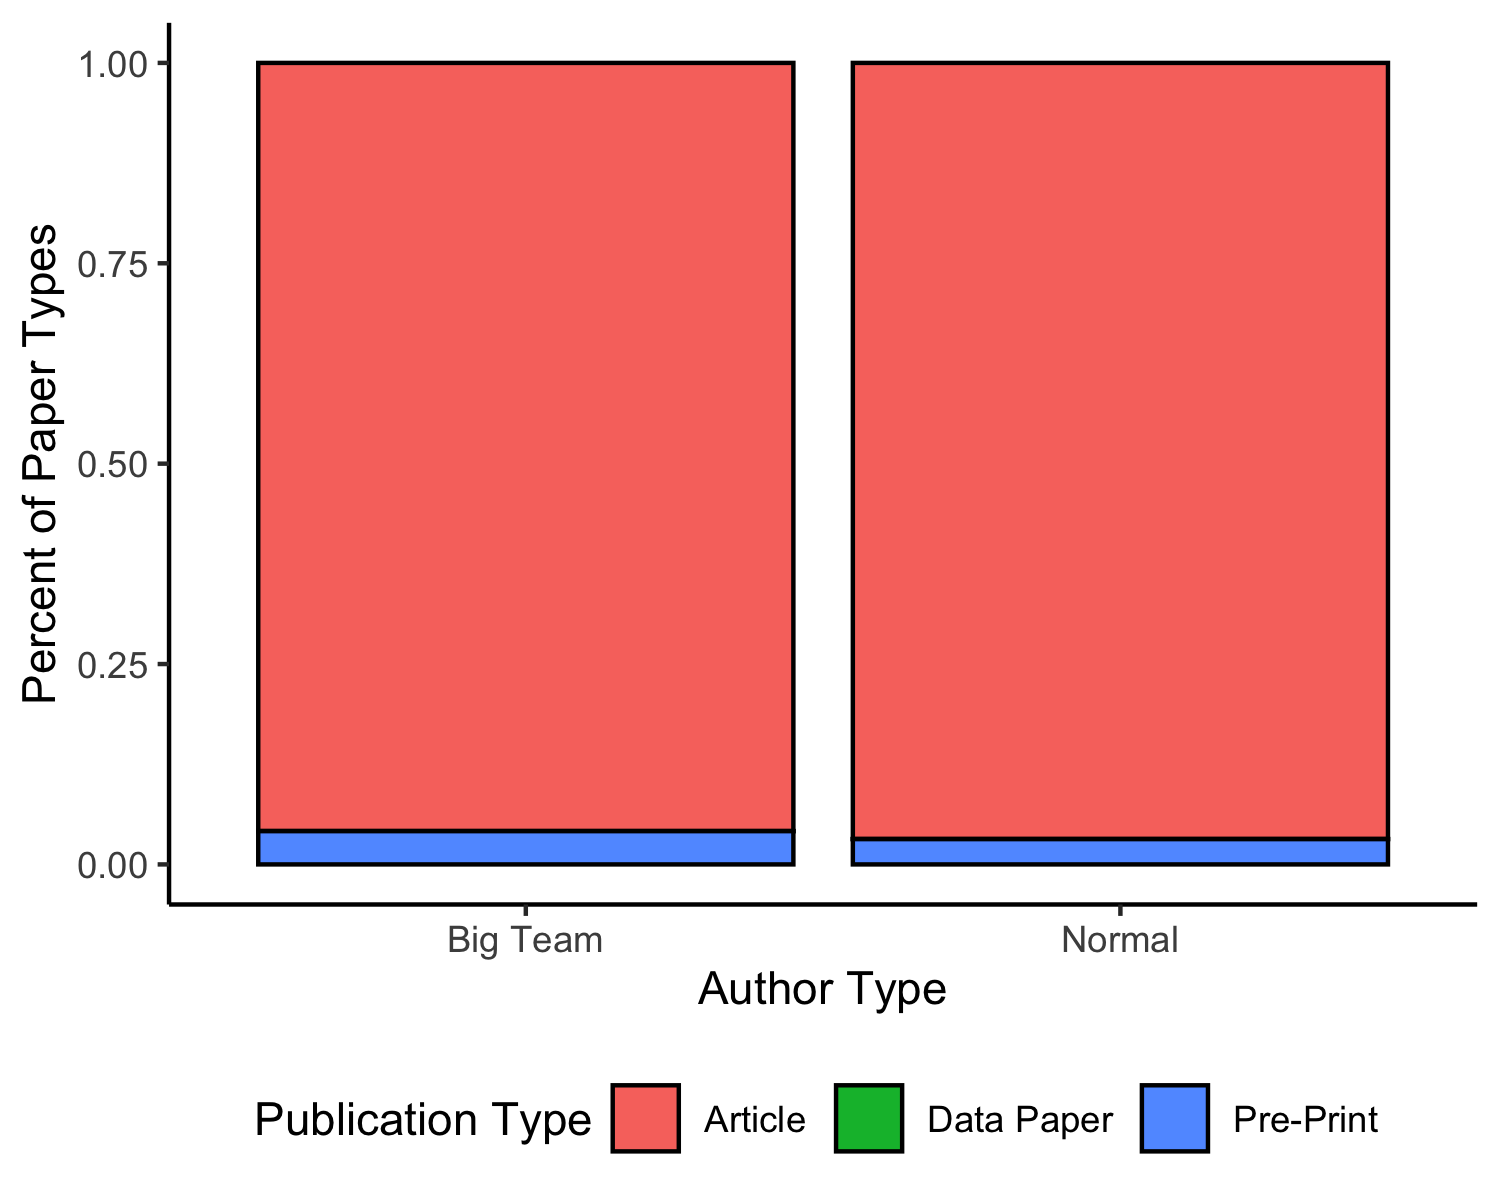 Percent of Paper Types
1.00
0.75
0.50
0.25
0.00
Big Team Normal
Author Type
Publication Type Article Data Paper Pre-Print